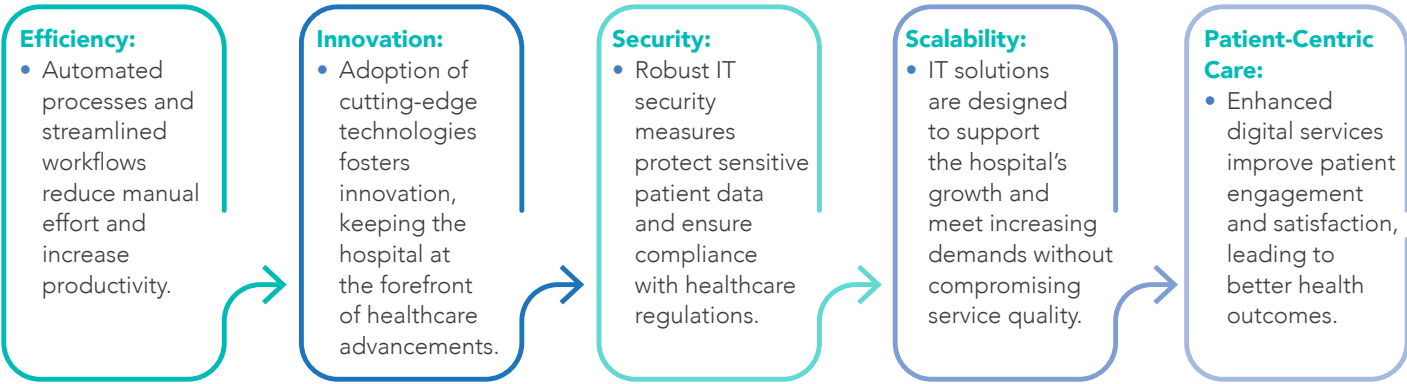 Efficiency:
• Automated
processes and
streamlined
workflows
reduce manual
effort and
increase
productivity.
Innovation:
• Adoption of
cutting-edge
technologies
fosters
innovation,
keeping the
hospital at
the forefront
of healthcare
advancements.
Security:
• Robust IT
security
measures
protect sensitive
patient data
and ensure
compliance
with healthcare
regulations.
Scalability:
• IT solutions
are designed
to support
the hospital’s
growth and
meet increasing
demands without
compromising
service quality.
Patient-Centric
Care:
• Enhanced
digital services
improve patient
engagement
and satisfaction,
leading to
better health
outcomes.